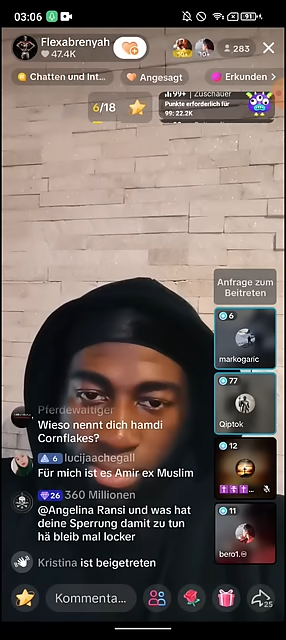 03:06
91
Flexabrenyah
47.4K
283
Chatten und Int...
Angesagt
Erkunden
6/18
99+ | Zuschauer
Punkte erforderlich für
99: 22.2K
Anfrage zum
Beitreten
6
markogaric
77
Qiptok
12
11
bero1.
Pferdewaitiger
Wieso nennt dich hamdi
Cornflakes?
6 lucijaachegall
Für mich ist es Amir ex Muslim
26 360 Millionen
@Angelina Ransi und was hat
deine Sperrung damit zu tun
hä bleib mal locker
Kristina ist beigetreten
Kommenta...
25